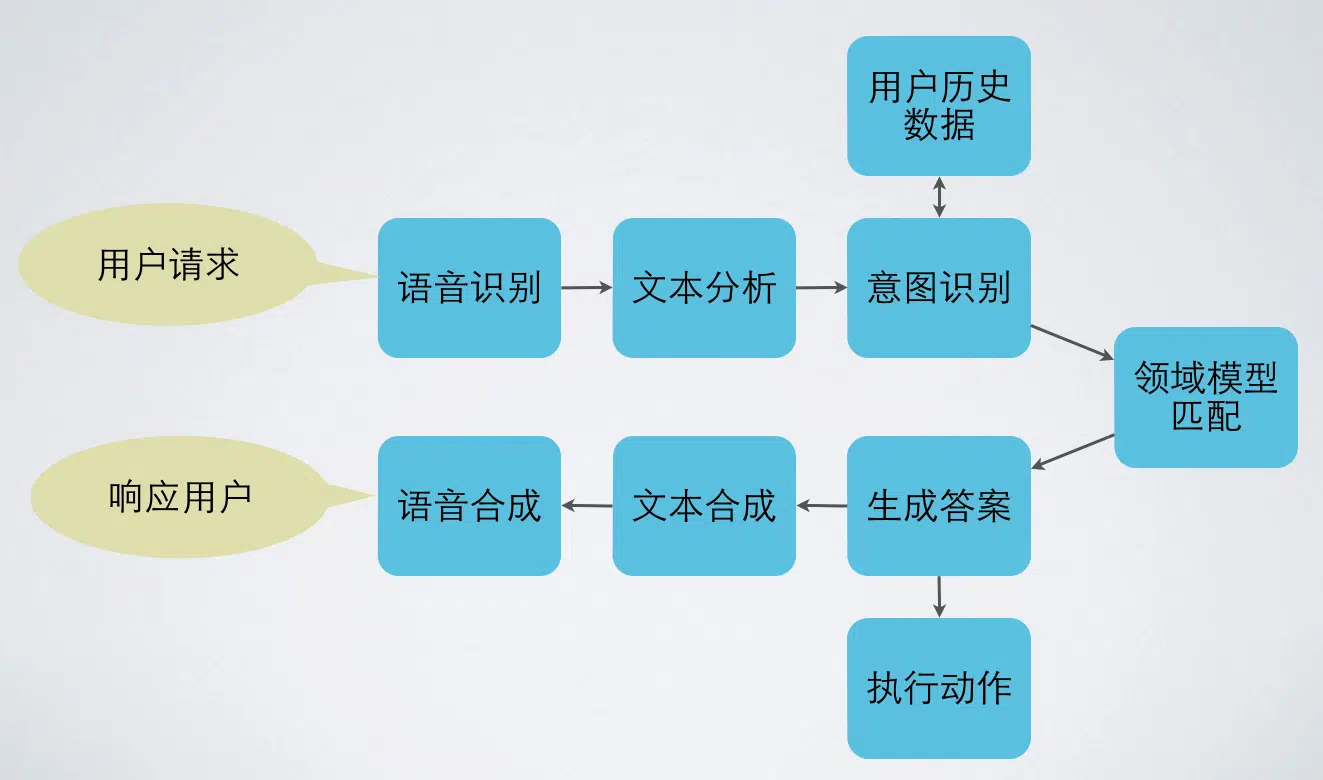 用户历史
数据
用户请求
语音识别
文本分析
意图识别
领域模型
匹配
响应用户
语音合成
文本合成
生成答案
执行动作